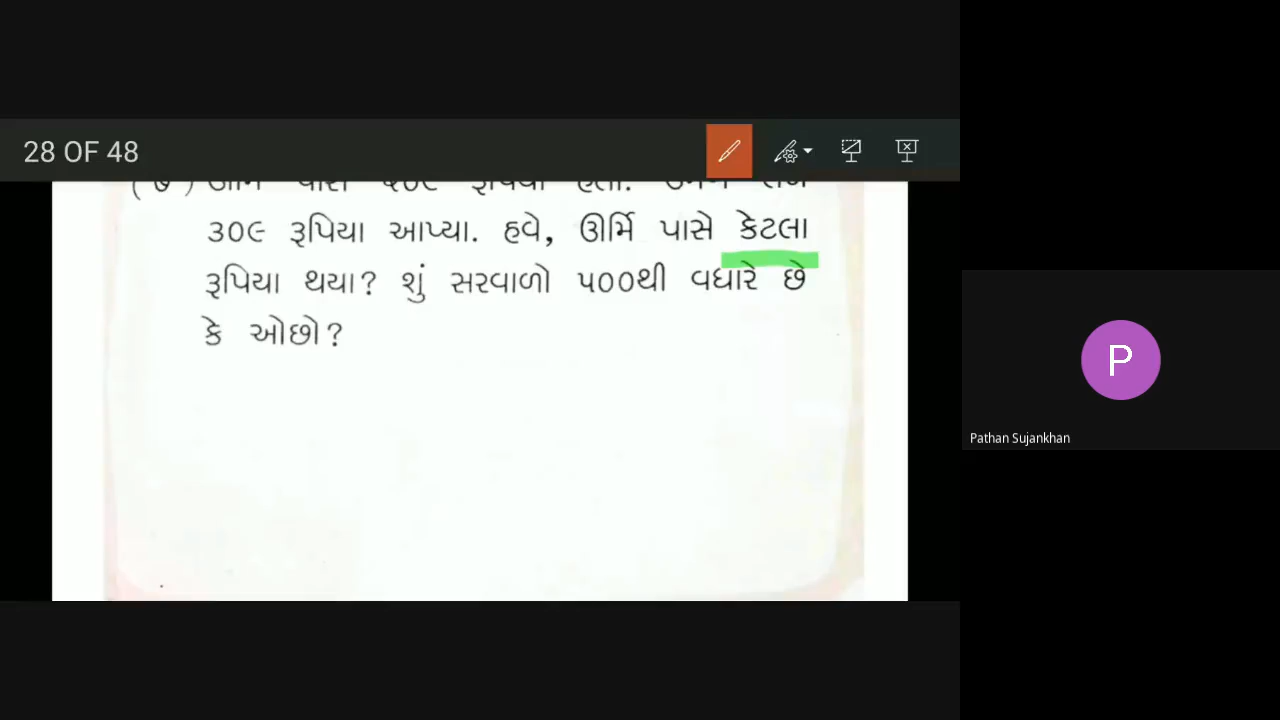 28 OF 48
રૂપિયા
૩૦૯ રૂપિયા આપ્યા. હવે, ઊર્મિ પાસે કેટલા
રૂપિયા થયા? શું સરવાળો ૫૦૦થી વધારે છે
કે ઓછો?
P
Pathan Sujankhan